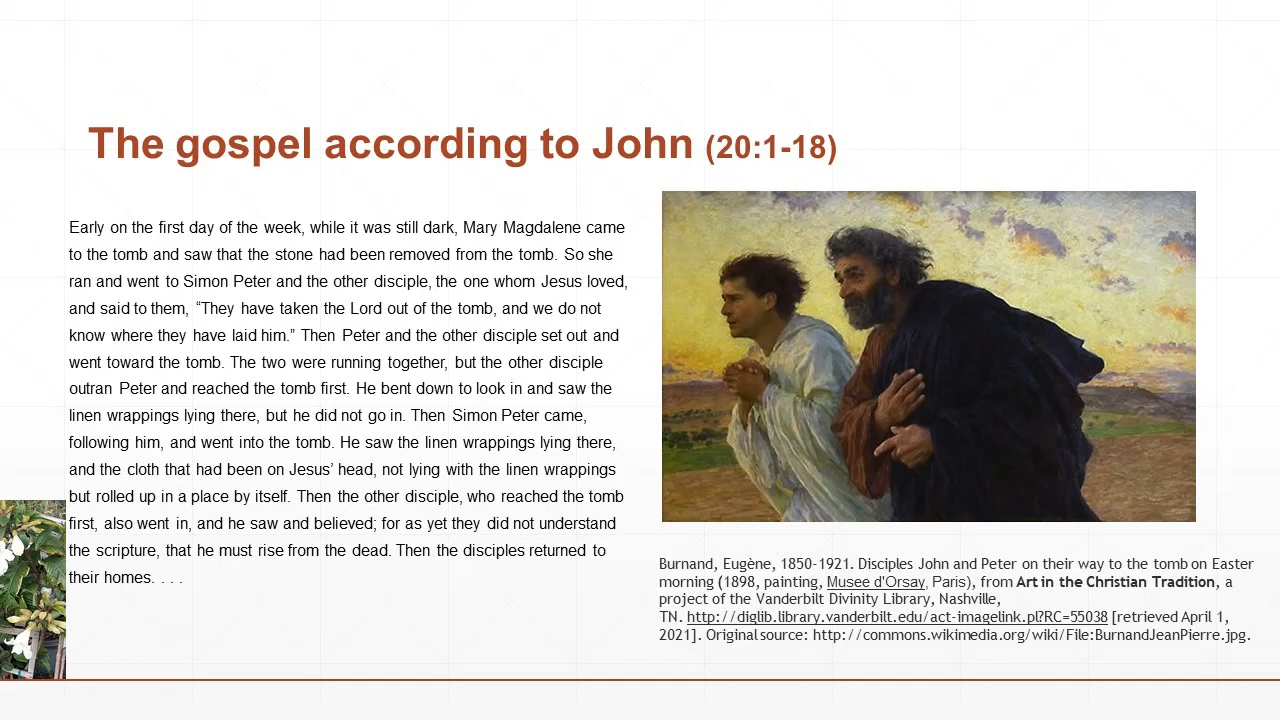 The gospel according to John (20:1-18)
Early on the first day of the week, while it was still dark, Mary Magdalene came
to the tomb and saw that the stone had been removed from the tomb. So she
ran and went to Simon Peter and the other disciple, the one whom Jesus loved,
and said to them, “They have taken the Lord out of the tomb, and we do not
know where they have laid him.” Then Peter and the other disciple set out and
went toward the tomb. The two were running together, but the other disciple
outran Peter and reached the tomb first. He bent down to look in and saw the
linen wrappings lying there, but he did not go in. Then Simon Peter came,
following him, and went into the tomb. He saw the linen wrappings lying there,
and the cloth that had been on Jesus’ head, not lying with the linen wrappings
but rolled up in a place by itself. Then the other disciple, who reached the tomb
first, also went in, and he saw and believed; for as yet they did not understand
the scripture, that he must rise from the dead. Then the disciples returned to
their homes. . . .
Burnand, Eugène, 1850-1921. Disciples John and Peter on their way to the tomb on Easter
morning (1898, painting, Musee d'Orsay, Paris), from Art in the Christian Tradition, a
project of the Vanderbilt Divinity Library, Nashville,
TN. http://diglib.library.vanderbilt.edu/act-imagelink.pl?RC=55038 [retrieved April 1,
2021]. Original source: http://commons.wikimedia.org/wiki/File:BurnandJeanPierre.jpg.